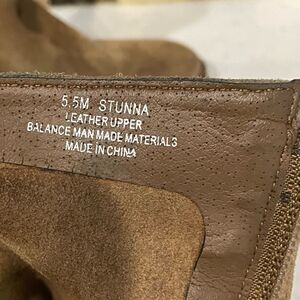 5.5M STUNNA
LEATHER UPPER
BALANCE MAN MADE MATERIALS
MADE IN CHINA